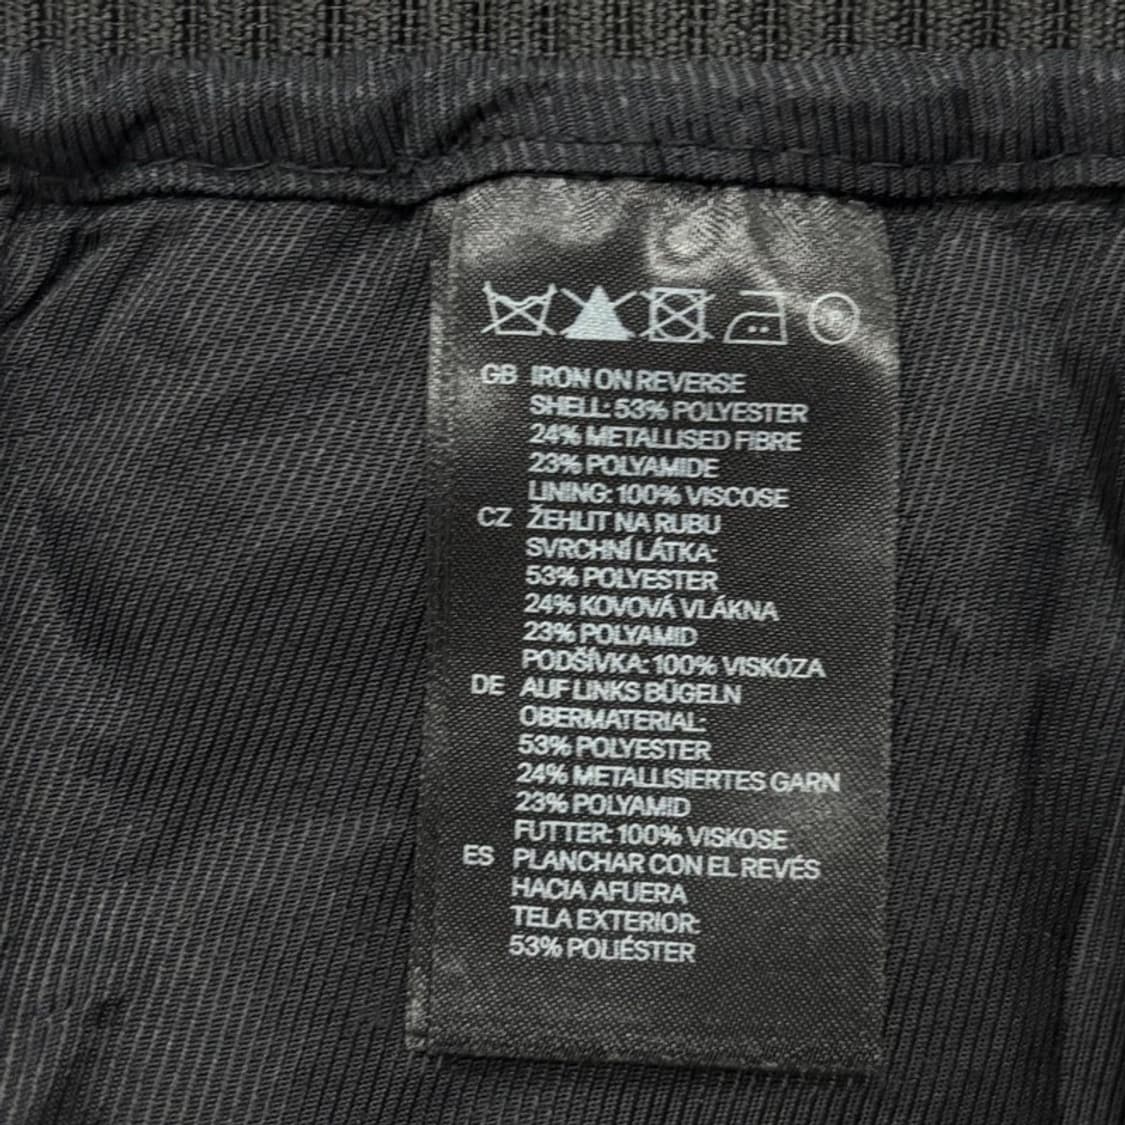 GB IRON ON REVERSE
SHELL: 53% POLYESTER
24% METALLISED FIBRE
23% POLYAMIDE
LINING: 100% VISCOSE
CZ ŽEHLIT NA RUBU
SVRCHNÍ LÁTKA:
53% POLYESTER
24% KOVOVÁ VLÁKNA
23% POLYAMID
PODŠÍVKA: 100% VISKÓZA
DE AUF LINKS BÜGELN
OBERMATERIAL:
53% POLYESTER
24% METALLISIERTES GARN
23% POLYAMID
FUTTER: 100% VISKOSE
ES PLANCHAR CON EL REVÉS
HACIA AFUERA
TELA EXTERIOR:
53% POLIÉSTER